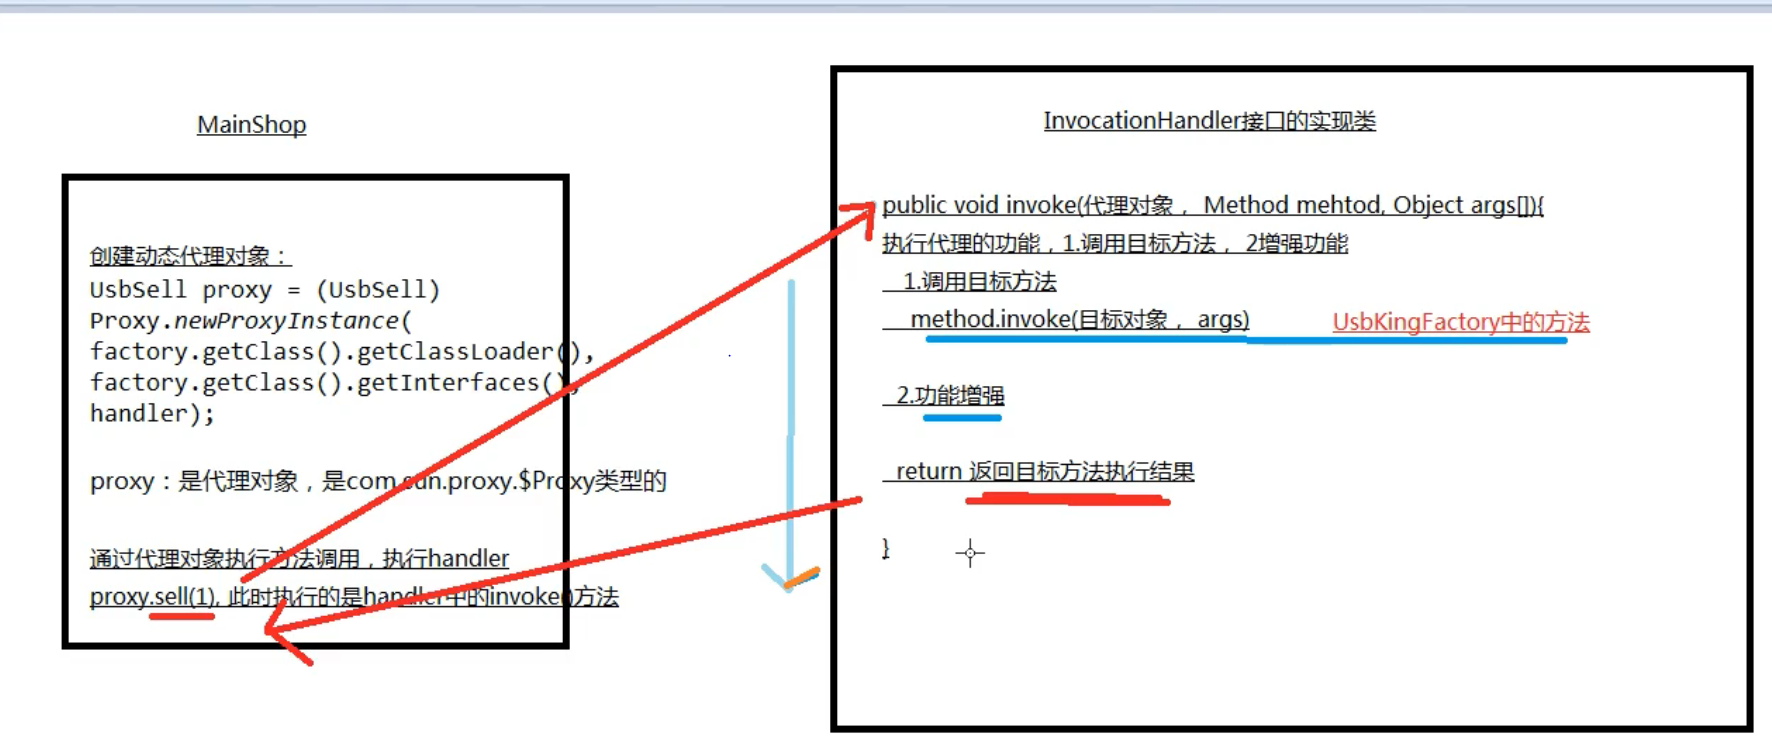 MainShop
创建动态代理对象：
UsbSell proxy = (UsbSell)
Proxy.newProxyInstance(
factory.getClass().getClassLoader(),
factory.getClass().getInterfaces(),
handler);
proxy：是代理对象，是com.sun.proxy.$Proxy类型的
通过代理对象执行方法调用，执行handler
proxy.sell(1), 此时执行的是handler中的invoke()方法
InvocationHandler接口的实现类
public void invoke(代理对象， Method mehtod, Object args[]){
执行代理的功能，1.调用目标方法， 2增强功能
1.调用目标方法
method.invoke(目标对象， args) UsbKingFactory中的方法
2.功能增强
return 返回目标方法执行结果
}